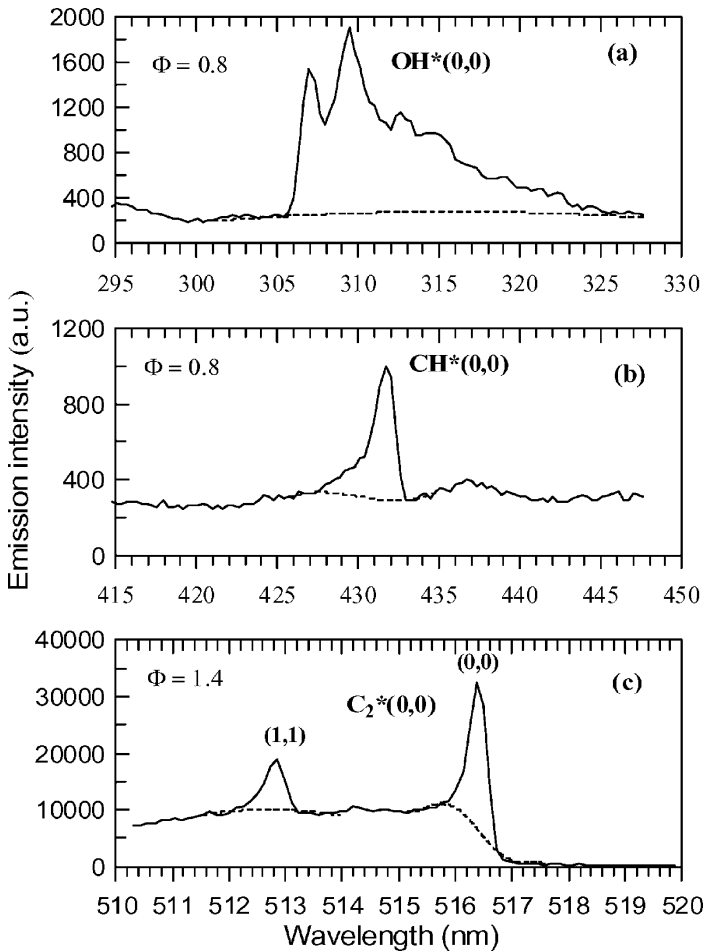 2000
1600
1200
800
400
0
Φ = 0.8
OH*(0,0)
(a)
295 300 305 310 315 320 325 330
1200
800
400
0
Φ = 0.8
CH*(0,0)
(b)
415 420 425 430 435 440 445 450
Emission intensity (a.u.)
40000
30000
20000
10000
0
Φ = 1.4
(1,1)
C₂*(0,0)
(0,0)
(c)
510 511 512 513 514 515 516 517 518 519 520
Wavelength (nm)